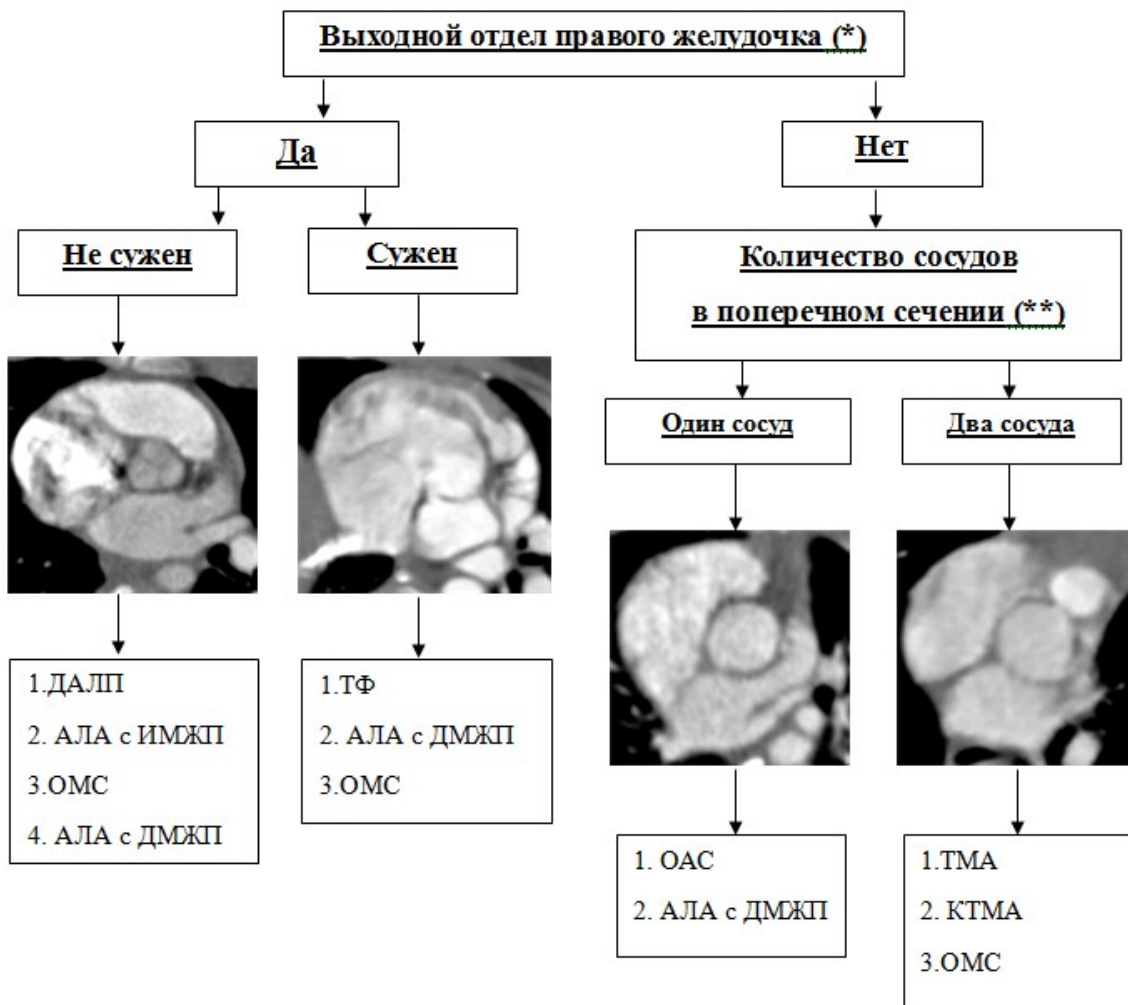 Выходной отдел правого желудочка (*)
Да
Нет
Не сужен
Сужен
Количество сосудов
в поперечном сечении (**)
Один сосуд
Два сосуда
1.ДАЛП
2. АЛА с ИМЖП
3.ОМС
4. АЛА с ДМЖП
1.ТФ
2. АЛА с ДМЖП
3.ОМС
1. ОАС
2. АЛА с ДМЖП
1.ТМА
2. КТМА
3.ОМС